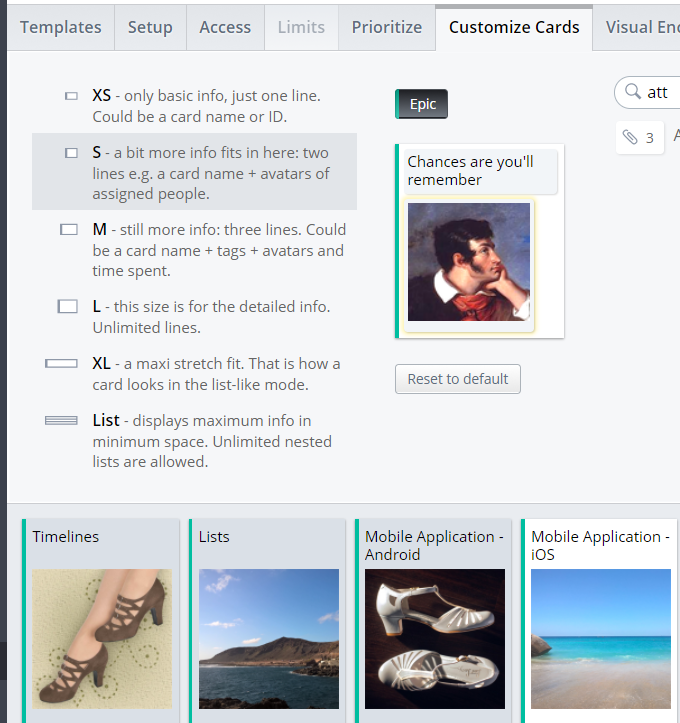 Templates Setup Access Limits Prioritize Customize Cards Visual Enc
XS - only basic info, just one line.
Could be a card name or ID.
S - a bit more info fits in here: two
lines e.g. a card name + avatars of
assigned people.
M - still more info: three lines. Could
be a card name + tags + avatars and
time spent.
L - this size is for the detailed info.
Unlimited lines.
XL - a maxi stretch fit. That is how a
card looks in the list-like mode.
List - displays maximum info in
minimum space. Unlimited nested
lists are allowed.
Epic
Chances are you'll
remember
Reset to default
att
3 A
Timelines
Lists
Mobile Application -
Android
Mobile Application -
iOS